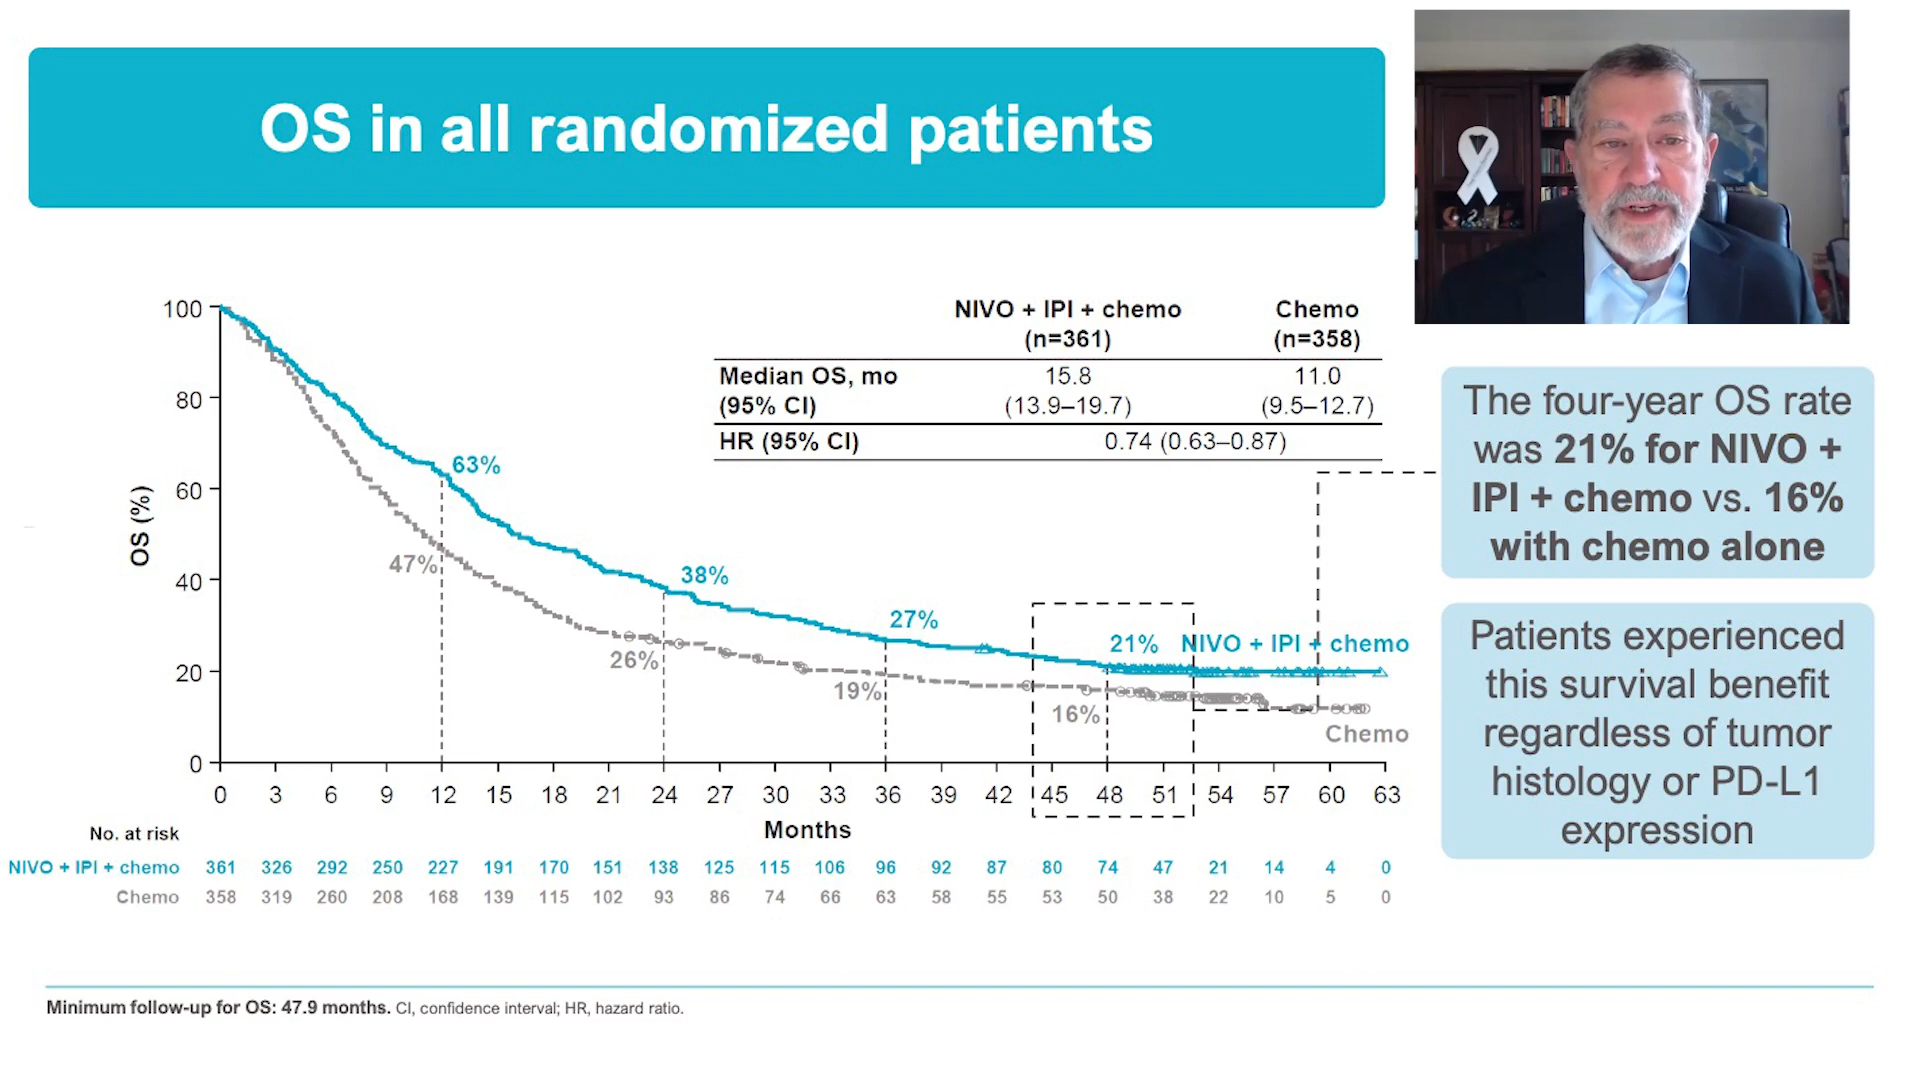 OS in all randomized patients
NIVO + IPI + chemo
(n=361)
Chemo
(n=358)
Median OS, mo
(95% CI)
15.8
(13.9–19.7)
11.0
(9.5–12.7)
HR (95% CI)
0.74 (0.63–0.87)
OS (%)
100
80
60
40
20
0
63%
47%
38%
26%
27%
19%
21%
16%
NIVO + IPI + chemo
Chemo
0 3 6 9 12 15 18 21 24 27 30 33 36 39 42 45 48 51 54 57 60 63
Months
No. at risk
NIVO + IPI + chemo 361 326 292 250 227 191 170 151 138 125 115 106 96 92 87 80 74 47 21 14 4 0
Chemo 358 319 260 208 168 139 115 102 93 86 74 66 63 58 55 53 50 38 22 10 5 0
The four-year OS rate
was 21% for NIVO +
IPI + chemo vs. 16%
with chemo alone
Patients experienced
this survival benefit
regardless of tumor
histology or PD-L1
expression
Minimum follow-up for OS: 47.9 months. CI, confidence interval; HR, hazard ratio.